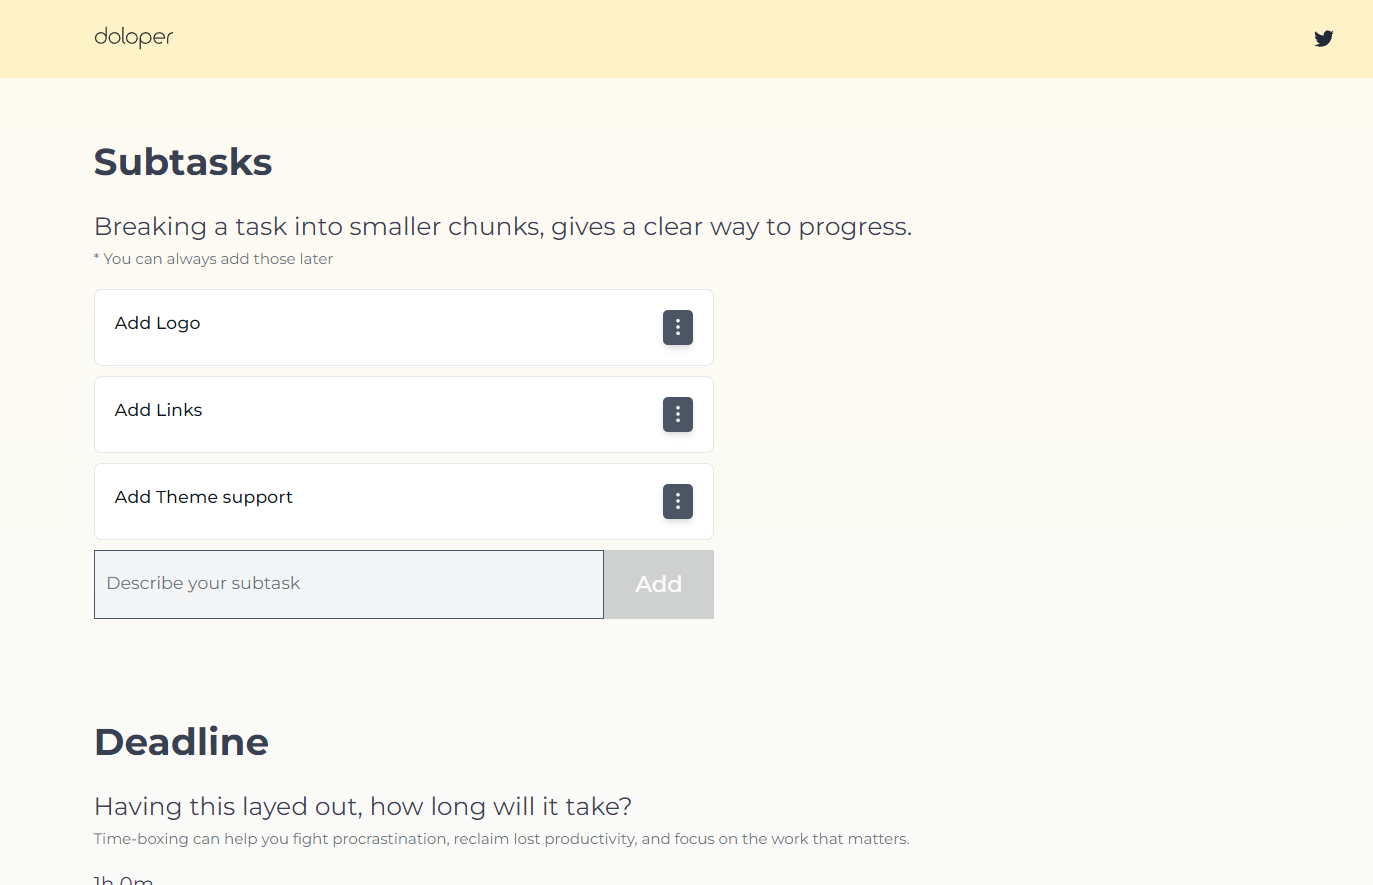 doloper
Subtasks
Breaking a task into smaller chunks, gives a clear way to progress.
* You can always add those later
Add Logo
Add Links
Add Theme support
Describe your subtask
Add
Deadline
Having this layed out, how long will it take?
Time-boxing can help you fight procrastination, reclaim lost productivity, and focus on the work that matters.
1h 0m